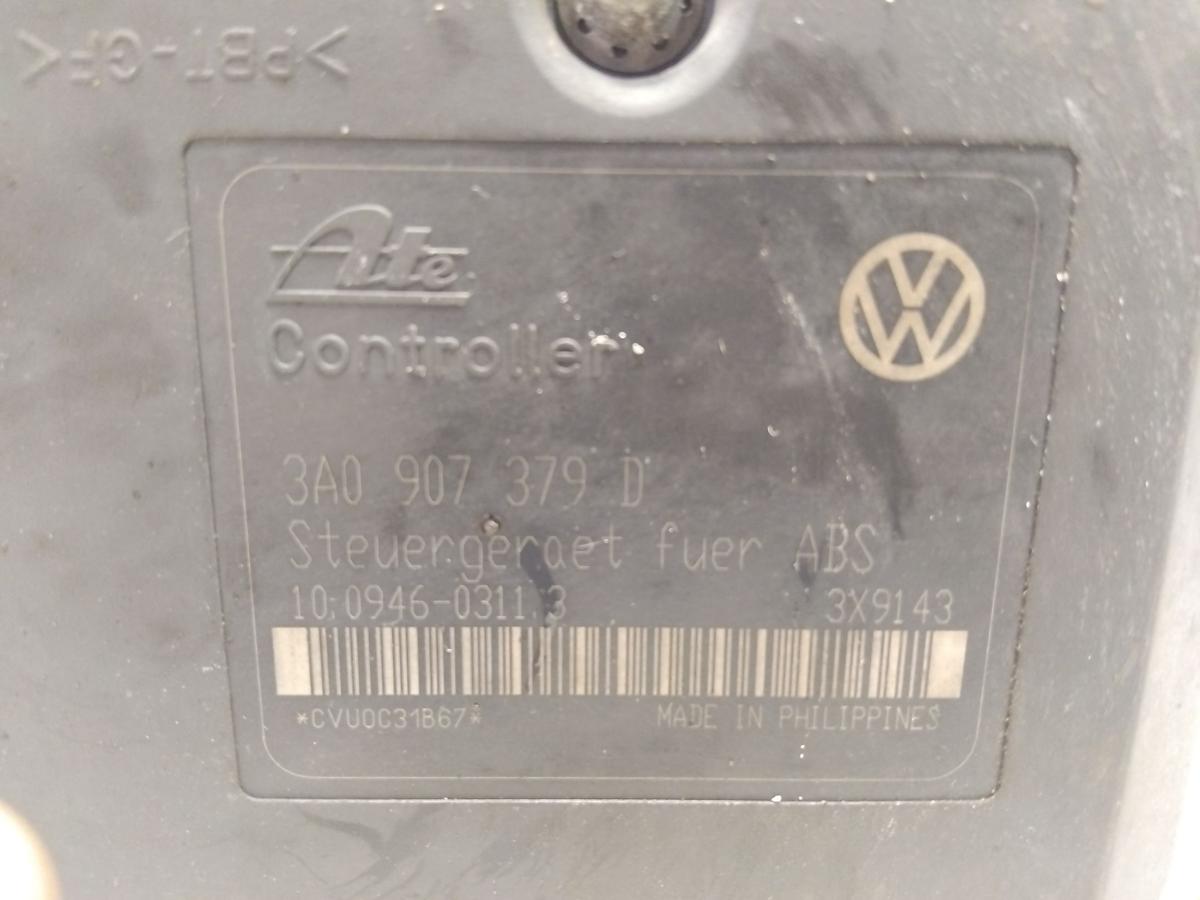 >PBT-GF<
Ate
Controller
3A0 907 379 D
Steuergeraet fuer ABS
10.0946-0311.3 3X9143
*CVU0C31B67*
MADE IN PHILIPPINES